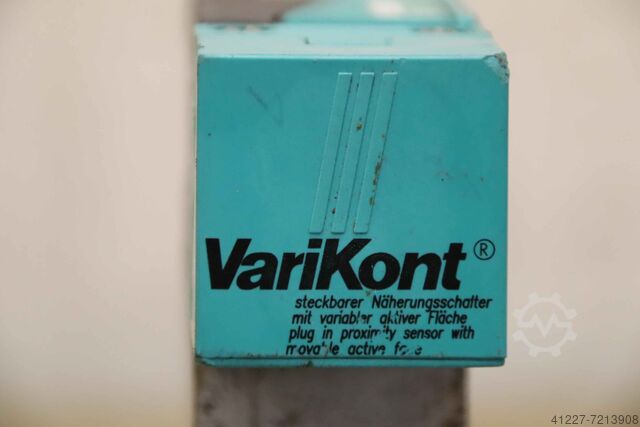 VariKont®
steckbarer Näherungsschalter
mit variabler aktiver Fläche
plug in proximity sensor with
movable active face
41227-7213908